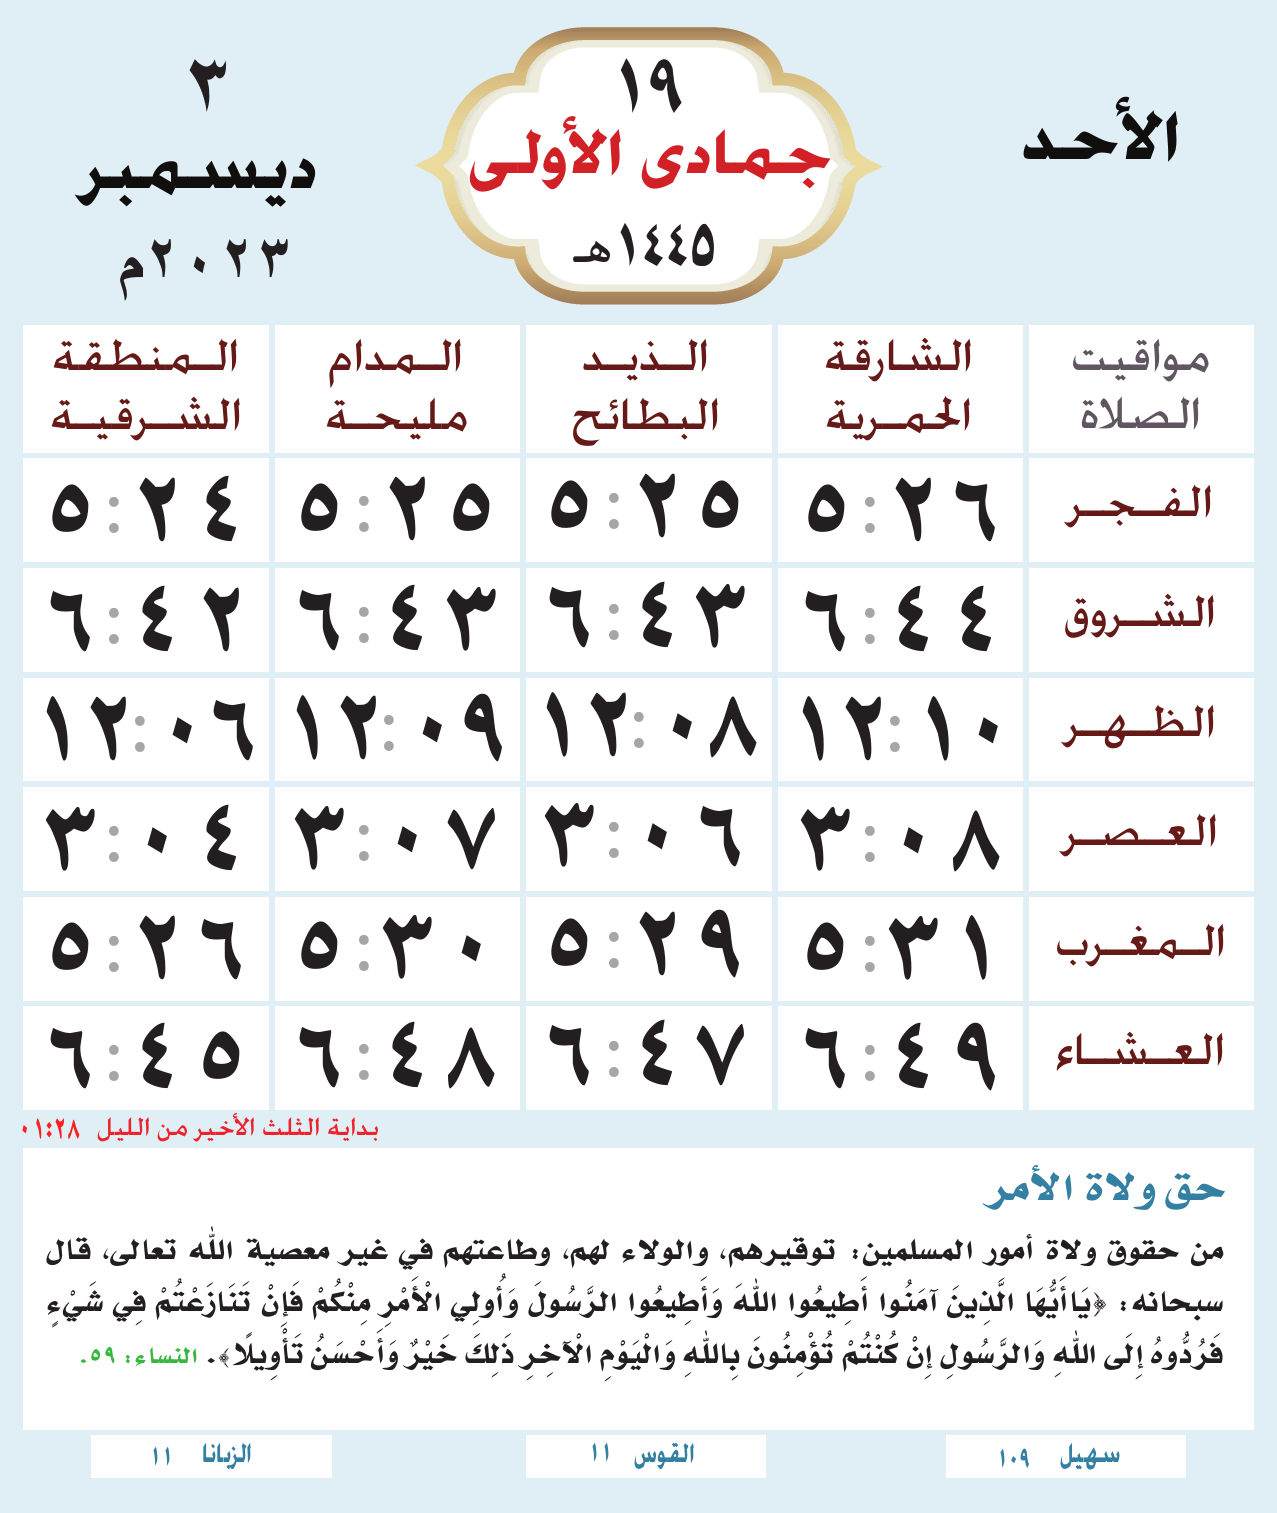 الأحد
١٩
جمادى الأولى
١٤٤٥هـ
٣
ديسمبر
٢٠٢٣م
مواقيت الصلاة
الشارقة الحمرية
الذيد البطائح
المدام مليحة
المنطقة الشرقية
الفجر ٥:٢٦ ٥:٢٥ ٥:٢٥ ٥:٢٤
الشروق ٦:٤٤ ٦:٤٣ ٦:٤٣ ٦:٤٢
الظهر ١٢:١٠ ١٢:٠٨ ١٢:٠٩ ١٢:٠٦
العصر ٣:٠٨ ٣:٠٦ ٣:٠٧ ٣:٠٤
المغرب ٥:٣١ ٥:٢٩ ٥:٣٠ ٥:٢٦
العشاء ٦:٤٩ ٦:٤٧ ٦:٤٨ ٦:٤٥
بداية الثلث الأخير من الليل ٠١:٢٨
حق ولاة الأمر
من حقوق ولاة أمور المسلمين: توقيرهم، والولاء لهم، وطاعتهم في غير معصية الله تعالى، قال
سبحانه: ﴿يَاأَيُّهَا الَّذِينَ آمَنُوا أَطِيعُوا اللهَ وَأَطِيعُوا الرَّسُولَ وَأُولِي الْأَمْرِ مِنْكُمْ فَإِنْ تَنَازَعْتُمْ فِي شَيْءٍ
فَرُدُّوهُ إِلَى اللهِ وَالرَّسُولِ إِنْ كُنْتُمْ تُؤْمِنُونَ بِاللهِ وَالْيَوْمِ الْآخِرِ ذَلِكَ خَيْرٌ وَأَحْسَنُ تَأْوِيلًا﴾. النساء: ٥٩.
سهيل ١٠٩
القوس ١١
الزبانا ١١